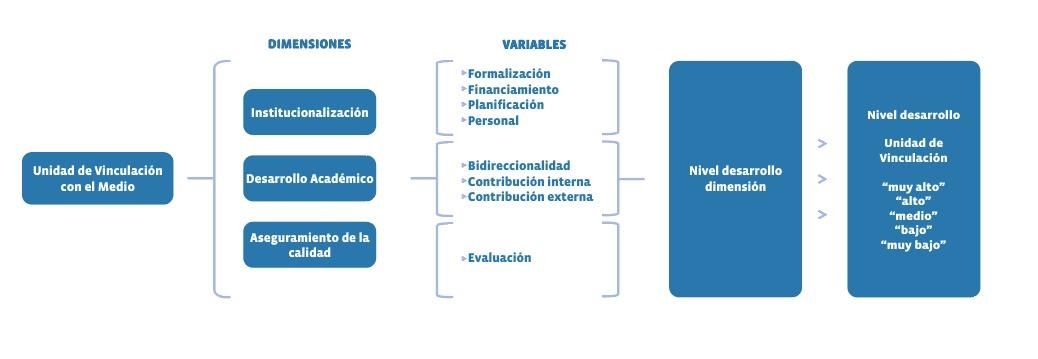 DIMENSIONES
VARIABLES
Unidad de Vinculación
con el Medio
Institucionalización
Desarrollo Académico
Aseguramiento de la
calidad
Formalización
Financiamiento
Planificación
Personal
Bidireccionalidad
Contribución interna
Contribución externa
Evaluación
Nivel desarrollo
dimensión
Nivel desarrollo
Unidad de
Vinculación
“muy alto”
“alto”
“medio”
“bajo”
“muy bajo”